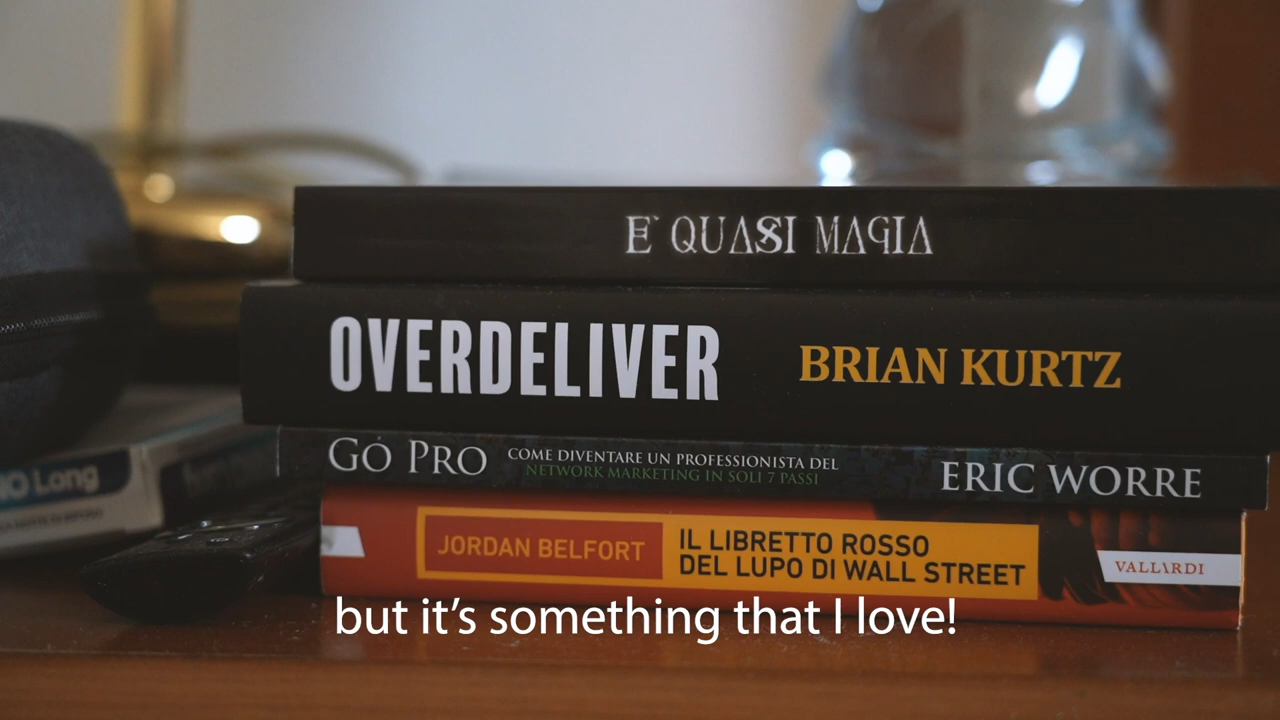 E' QUASI MAGIA
OVERDELIVER
BRIAN KURTZ
GO PRO
COME DIVENTARE UN PROFESSIONISTA DEL
NETWORK MARKETING IN SOLI 7 PASSI
ERIC WORRE
JORDAN BELFORT
IL LIBRETTO ROSSO
DEL LUPO DI WALL STREET
VALLARDI
Long
but it's something that I love!